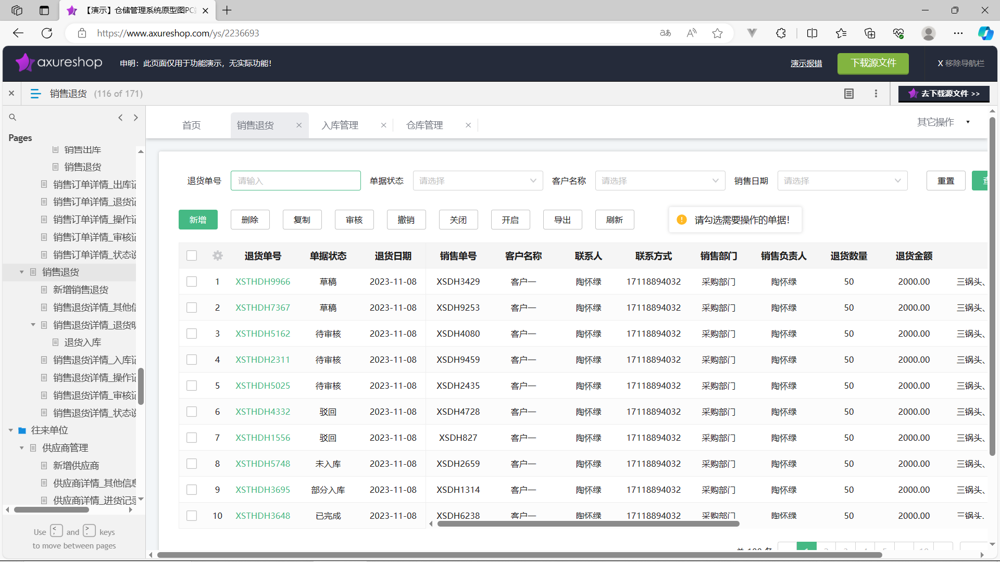 【演示】仓储管理系统原型图PC端
https://www.axureshop.com/ys/2236693
axureshop
申明：此页面仅用于功能演示，无实际功能！
演示报错
下载源文件
X 移除导航栏
销售退货 (116 of 171)
去下载源文件 >>
Pages
销售出库
销售退货
销售订单详情_出库记
销售订单详情_退货记
销售订单详情_操作记
销售订单详情_审核记
销售订单详情_状态说
销售退货
新增销售退货
销售退货详情_其他信
销售退货详情_退货明
退货入库
销售退货详情_入库记
销售退货详情_操作记
销售退货详情_审核记
销售退货详情_状态说
往来单位
供应商管理
新增供应商
供应商详情_其他信息
供应商详情_进货记录
Use < , and > . keys
to move between pages
首页 销售退货 入库管理 仓库管理 其它操作
退货单号 请输入 单据状态 请选择 客户名称 请选择 销售日期 请选择 重置 查
新增 删除 复制 审核 撤销 关闭 开启 导出 刷新 请勾选需要操作的单据！
退货单号 单据状态 退货日期 销售单号 客户名称 联系人 联系方式 销售部门 销售负责人 退货数量 退货金额
1 XSTHDH9966 草稿 2023-11-08 XSDH3429 客户一 陶怀绿 17118894032 采购部门 陶怀绿 50 2000.00 三锅头、
2 XSTHDH7367 草稿 2023-11-08 XSDH9253 客户一 陶怀绿 17118894032 采购部门 陶怀绿 50 2000.00 三锅头、
3 XSTHDH5162 待审核 2023-11-08 XSDH4080 客户一 陶怀绿 17118894032 采购部门 陶怀绿 50 2000.00 三锅头、
4 XSTHDH2311 待审核 2023-11-08 XSDH9459 客户一 陶怀绿 17118894032 采购部门 陶怀绿 50 2000.00 三锅头、
5 XSTHDH5025 待审核 2023-11-08 XSDH2435 客户一 陶怀绿 17118894032 采购部门 陶怀绿 50 2000.00 三锅头、
6 XSTHDH4332 驳回 2023-11-08 XSDH4728 客户一 陶怀绿 17118894032 采购部门 陶怀绿 50 2000.00 三锅头、
7 XSTHDH1556 驳回 2023-11-08 XSDH827 客户一 陶怀绿 17118894032 采购部门 陶怀绿 50 2000.00 三锅头、
8 XSTHDH5748 未入库 2023-11-08 XSDH2659 客户一 陶怀绿 17118894032 采购部门 陶怀绿 50 2000.00 三锅头、
9 XSTHDH3695 部分入库 2023-11-08 XSDH1314 客户一 陶怀绿 17118894032 采购部门 陶怀绿 50 2000.00 三锅头、
10 XSTHDH3648 已完成 2023-11-08 XSDH6238 客户一 陶怀绿 17118894032 采购部门 陶怀绿 50 2000.00 三锅头、